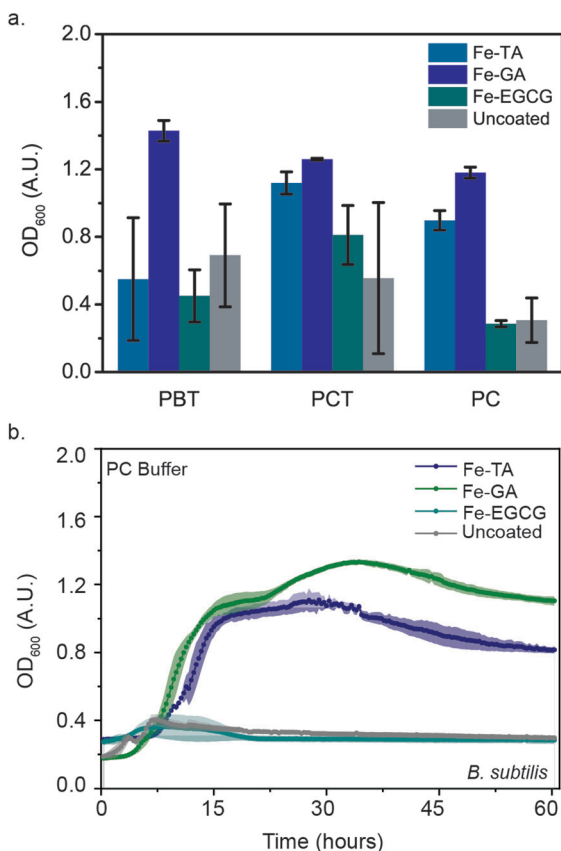 a.
2.0
1.6
1.2
0.8
0.4
0.0
OD600 (A.U.)
Fe-TA
Fe-GA
Fe-EGCG
Uncoated
PBT PCT PC
b.
2.0
1.6
1.2
0.8
0.4
0.0
OD600 (A.U.)
PC Buffer
Fe-TA
Fe-GA
Fe-EGCG
Uncoated
B. subtilis
0 15 30 45 60
Time (hours)